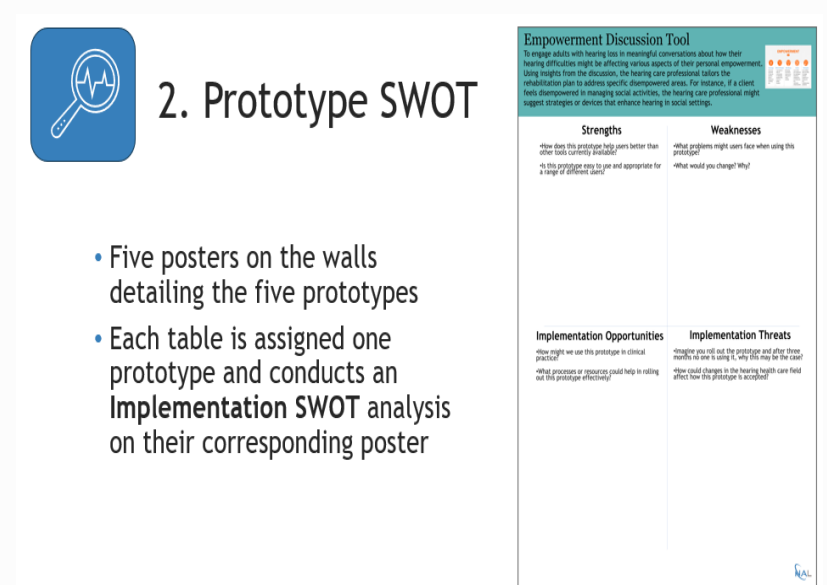 2. Prototype SWOT
• Five posters on the walls
detailing the five prototypes
• Each table is assigned one
prototype and conducts an
Implementation SWOT analysis
on their corresponding poster
Empowerment Discussion Tool
To engage adults with hearing loss in meaningful conversations about how their
hearing difficulties might be affecting various aspects of their personal empowerment.
Using insights from the discussion, the hearing care professional tailors the
rehabilitation plan to address specific disempowered areas. For instance, if a client
feels disempowered in managing social activities, the hearing care professional might
suggest strategies or devices that enhance hearing in social settings.
Strengths
•How does this prototype help users better than
other tools currently available?
•Is this prototype easy to use and appropriate for
a range of different users?
Weaknesses
•What problems might users face when using this
prototype?
•What would you change? Why?
Implementation Opportunities
•How might we use this prototype in clinical
practice?
•What processes or resources could help in rolling
out this prototype effectively?
Implementation Threats
•Imagine you roll out the prototype and after three
months no one is using it, why this may be the case?
•How could changes in the hearing health care field
affect how this prototype is accepted?
NAL